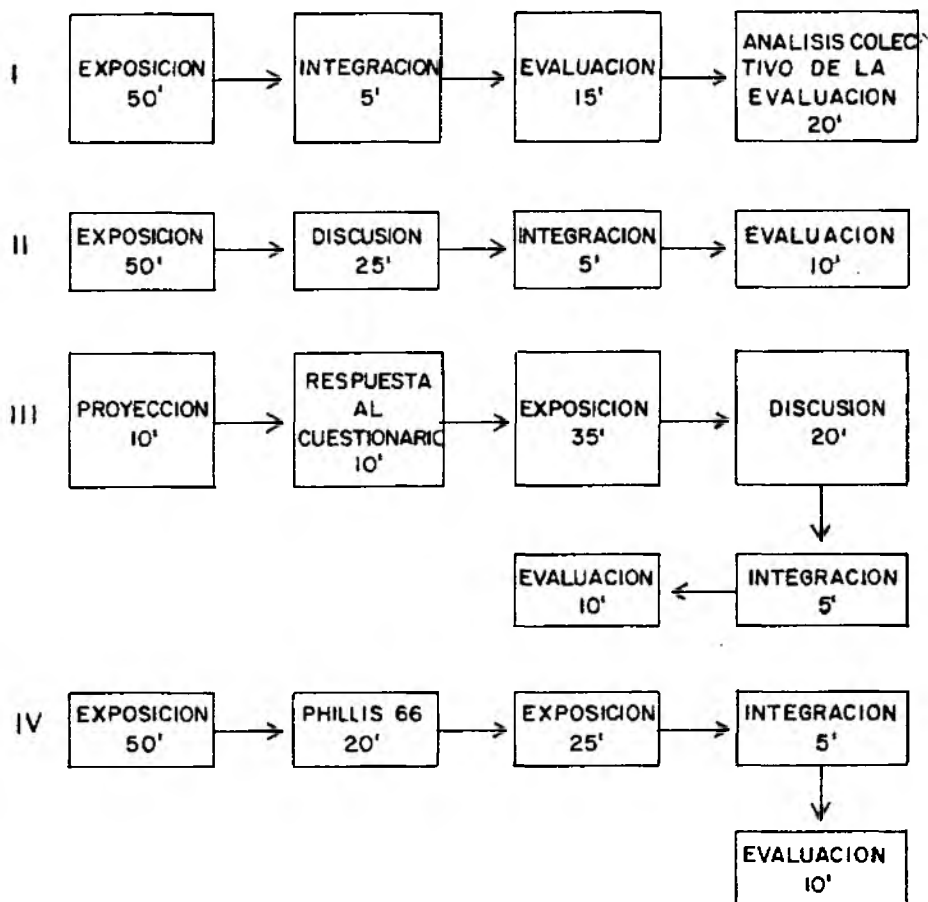 I
EXPOSICION
50'
INTEGRACION
5'
EVALUACION
15'
ANALISIS COLEC-
TIVO DE LA
EVALUACION
20'
II
EXPOSICION
50'
DISCUSION
25'
INTEGRACION
5'
EVALUACION
10'
III
PROYECCION
10'
RESPUESTA
AL
CUESTIONARIO
10'
EXPOSICION
35'
DISCUSION
20'
INTEGRACION
5'
EVALUACION
10'
IV
EXPOSICION
50'
PHILLIS 66
20'
EXPOSICION
25'
INTEGRACION
5'
EVALUACION
10'